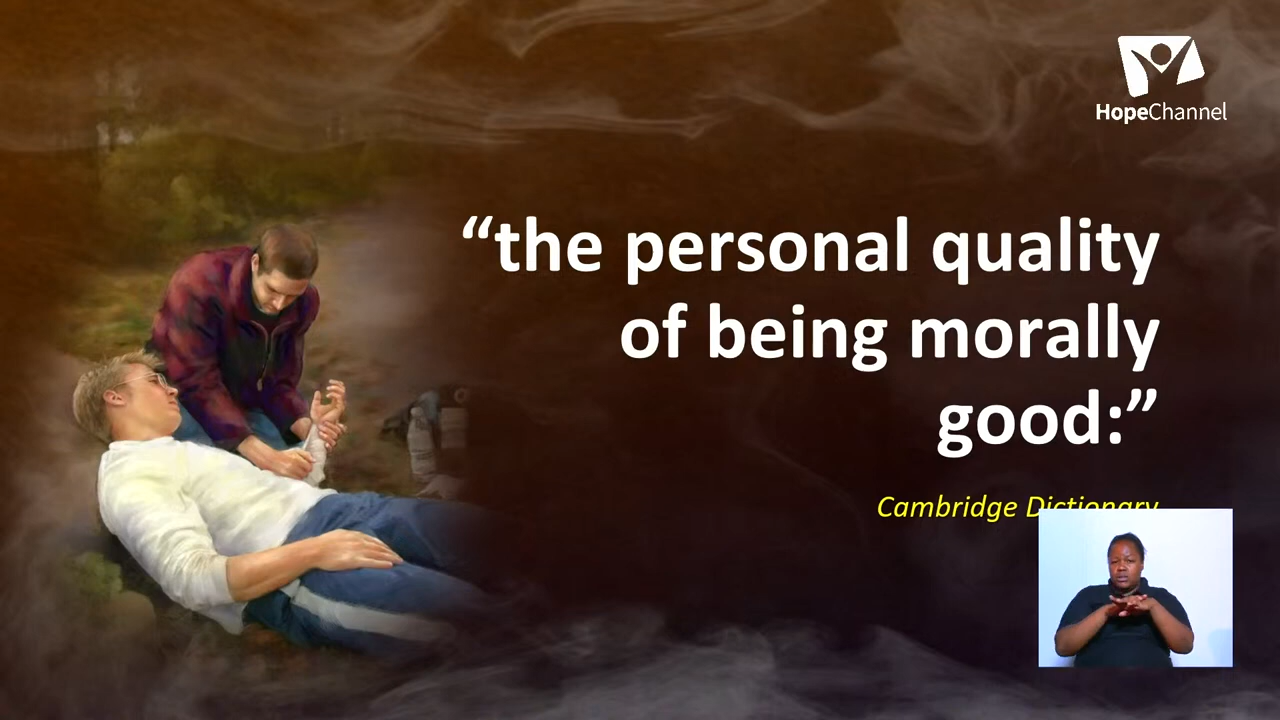 HopeChannel
“the personal quality
of being morally
good:”
Cambridge Dictionary